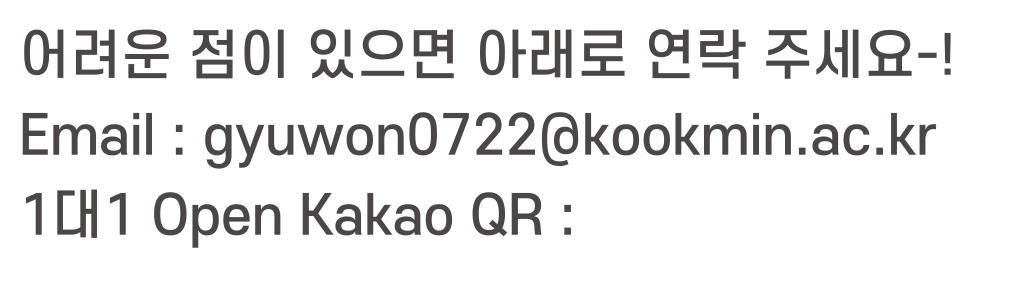 어려운 점이 있으면 아래로 연락 주세요-!
Email : gyuwon0722@kookmin.ac.kr
1대1 Open Kakao QR :